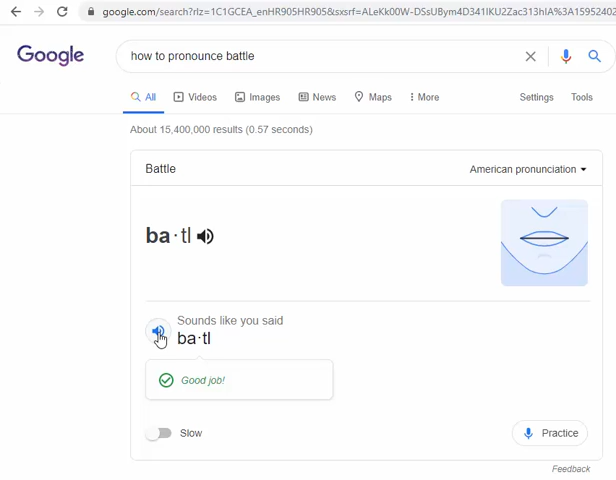 google.com/search?rlz=1C1GCEA_enHR905HR905&sxsrf=ALeKk00W-DSsUBym4D341IKU2Zac313hIA%3A15952402
Google
how to pronounce battle
All Videos Images News Maps More Settings Tools
About 15,400,000 results (0.57 seconds)
Battle
American pronunciation
ba·tl
Sounds like you said
ba·tl
Good job!
Slow
Practice
Feedback